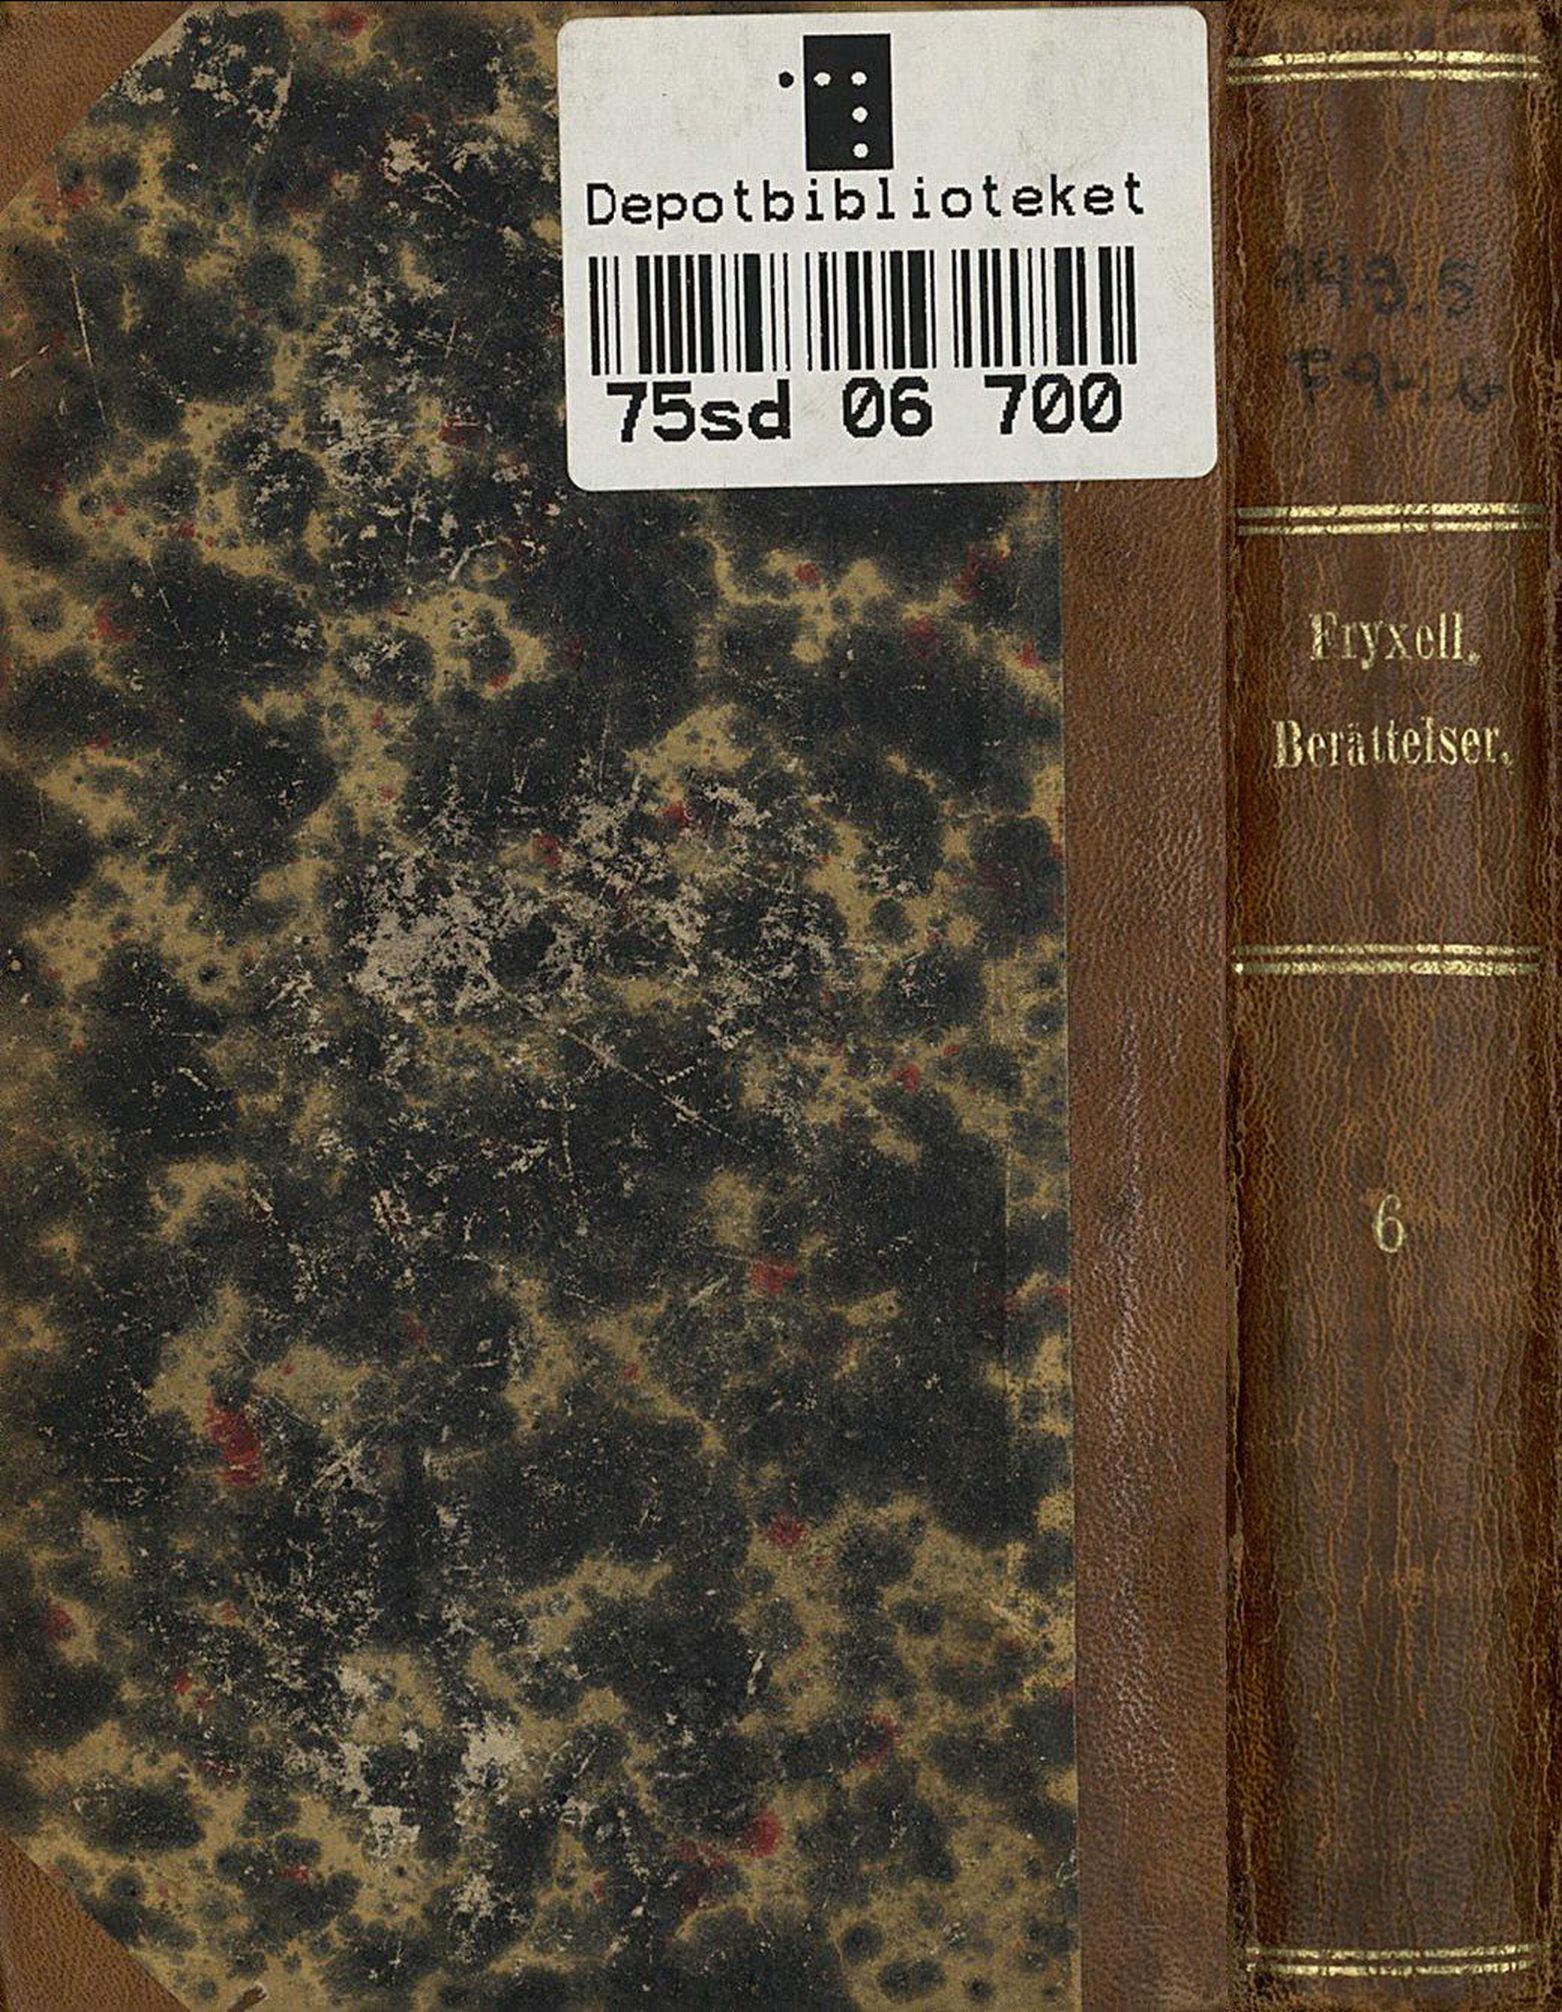 Depotbiblioteket
75sd 06 700
Fryxell.
Berättelser.
6